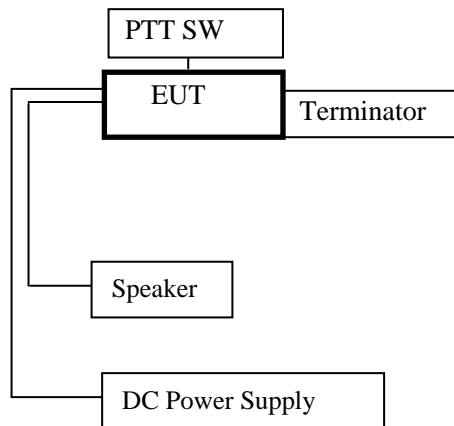 PTT SW
EUT
Terminator
Speaker
DC Power Supply